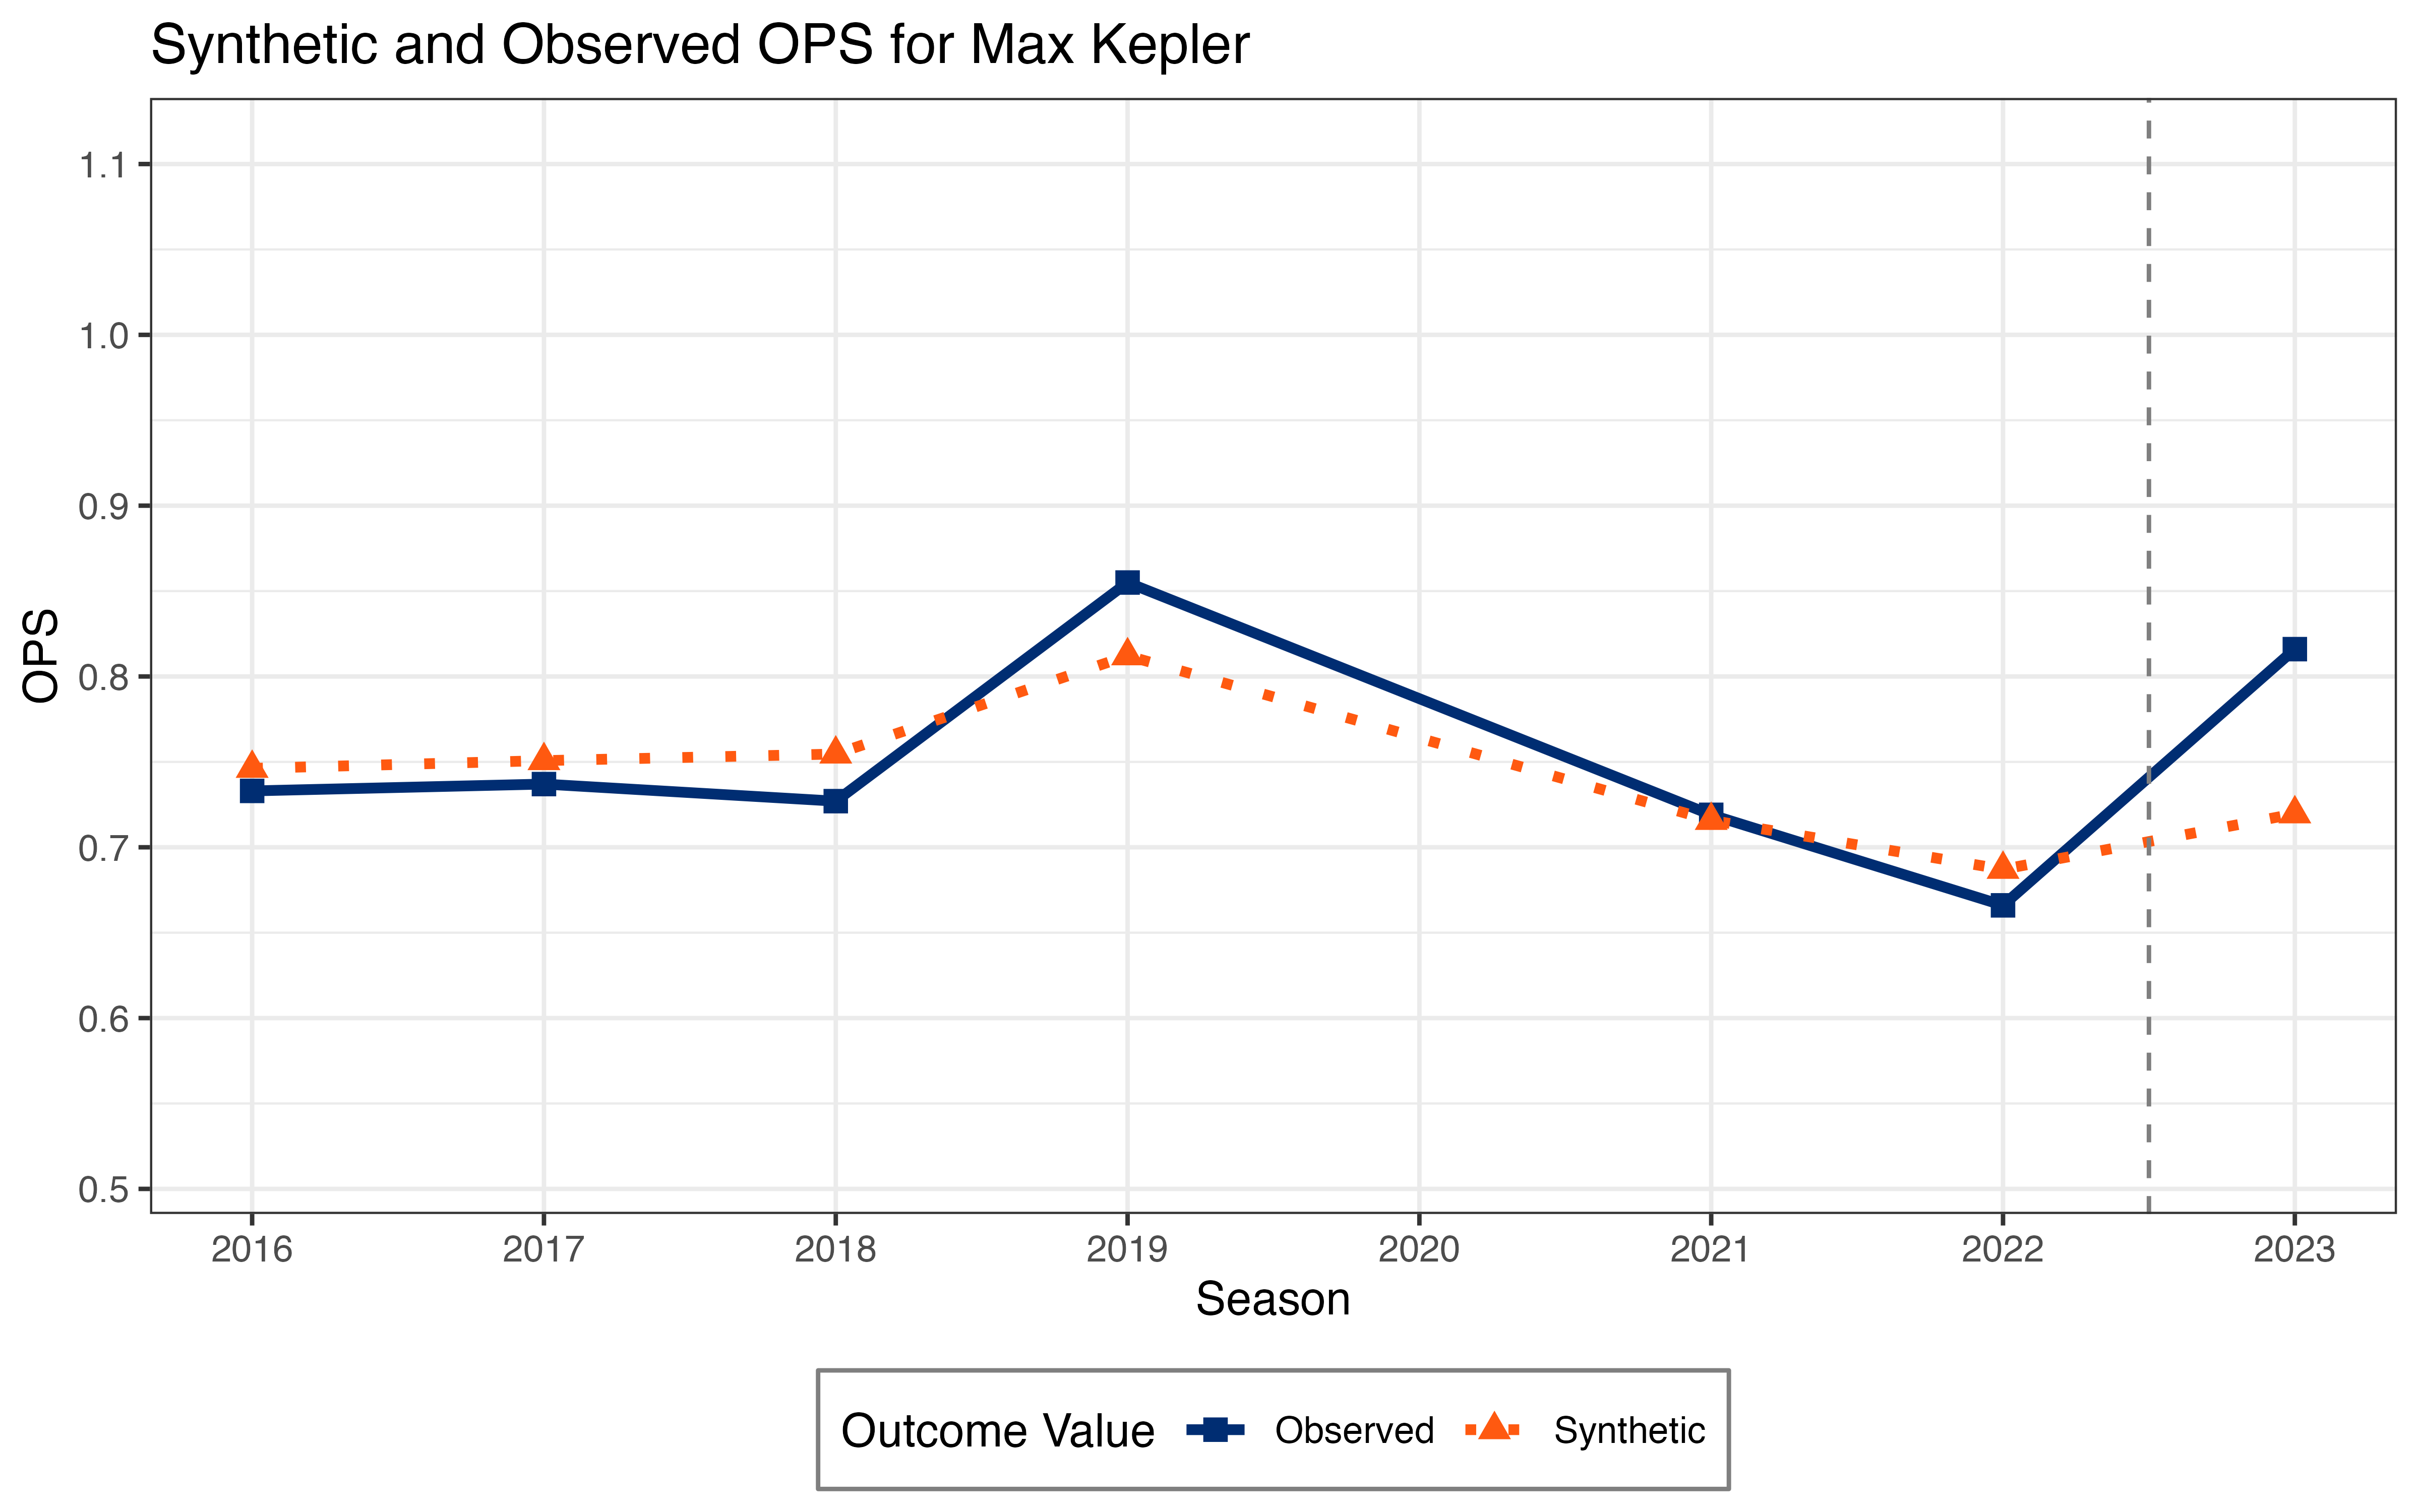 Synthetic and Observed OPS for Max Kepler
OPS
1.1
1.0
0.9
0.8
0.7
0.6
0.5
2016 2017 2018 2019 2020 2021 2022 2023
Season
Outcome Value Observed Synthetic